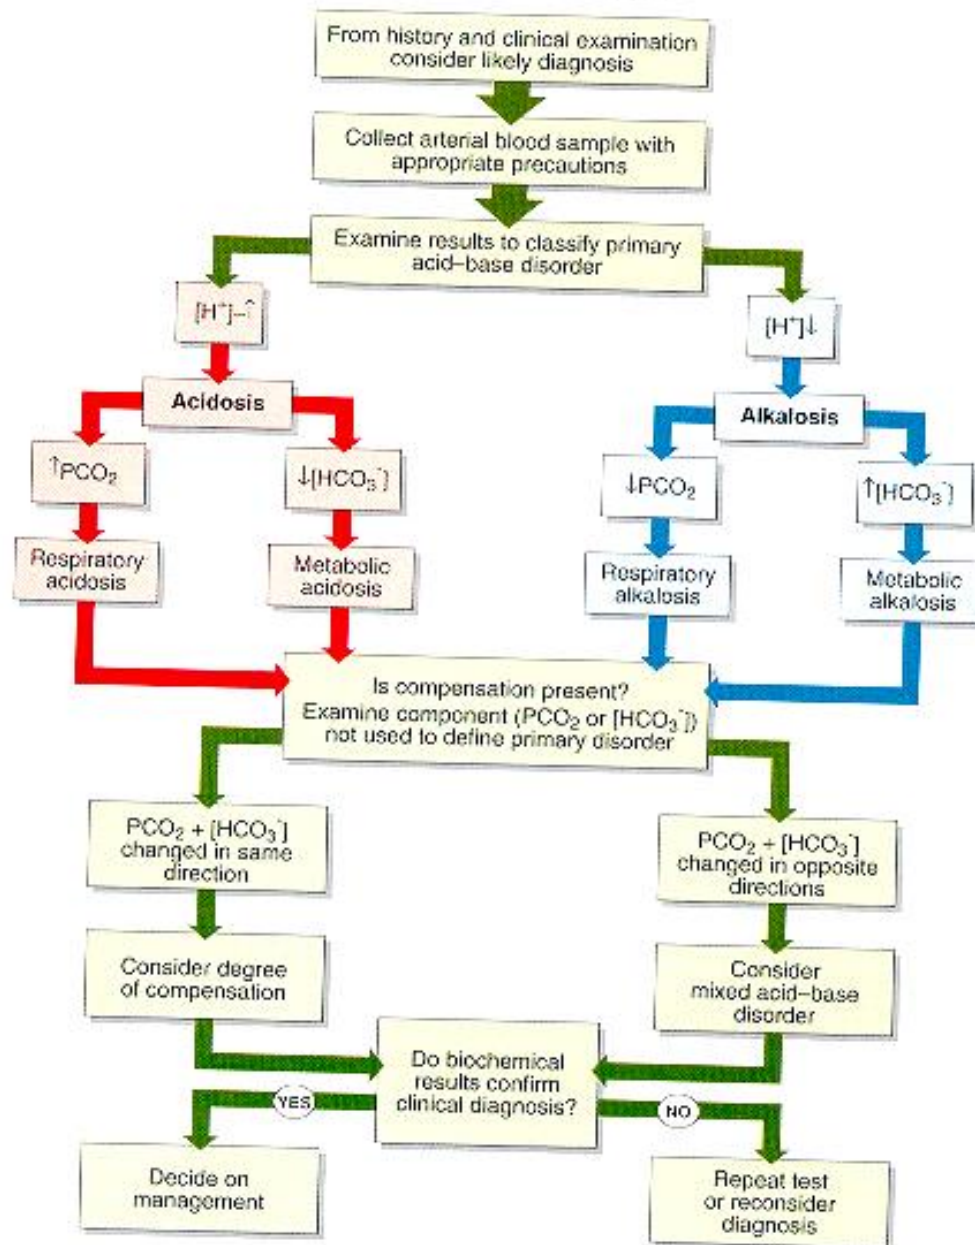 From history and clinical examination
consider likely diagnosis
Collect arterial blood sample with
appropriate precautions
Examine results to classify primary
acid–base disorder
[H⁺]–↑
[H⁺]↓
Acidosis
Alkalosis
↑PCO₂
↓[HCO₃⁻]
↓PCO₂
↑[HCO₃⁻]
Respiratory
acidosis
Metabolic
acidosis
Respiratory
alkalosis
Metabolic
alkalosis
Is compensation present?
Examine component (PCO₂ or [HCO₃⁻])
not used to define primary disorder
PCO₂ + [HCO₃⁻]
changed in same
direction
PCO₂ + [HCO₃⁻]
changed in opposite
directions
Consider degree
of compensation
Consider
mixed acid–base
disorder
Do biochemical
results confirm
clinical diagnosis?
YES
NO
Decide on
management
Repeat test
or reconsider
diagnosis